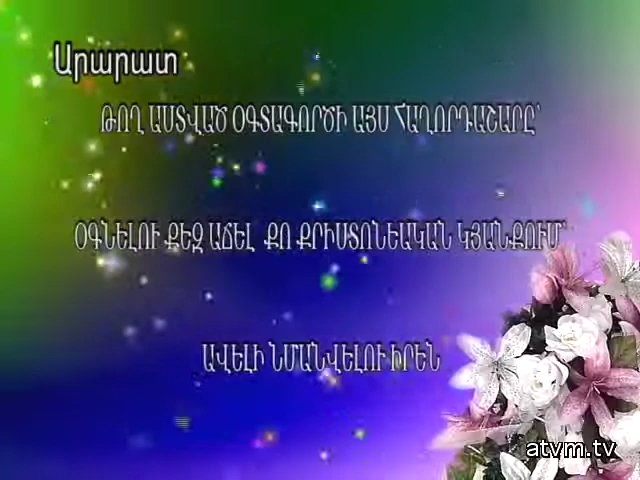 Արարատ
ԹՈՂ ԱՍՏՎԱԾ ՕԳՏԱԳՈՐԾԻ ԱՅՍ ՀԱՂՈՐԴԱՇԱՐԸ՝
ՕԳՆԵԼՈՒ ՔԵԶ ԱՃԵԼ ՔՈ ՔՐԻՍՏՈՆԵԱԿԱՆ ԿՅԱՆՔՈՒՄ՝
ԱՎԵԼԻ ՆՄԱՆՎԵԼՈՒ ԻՐԵՆ
atvm.tv